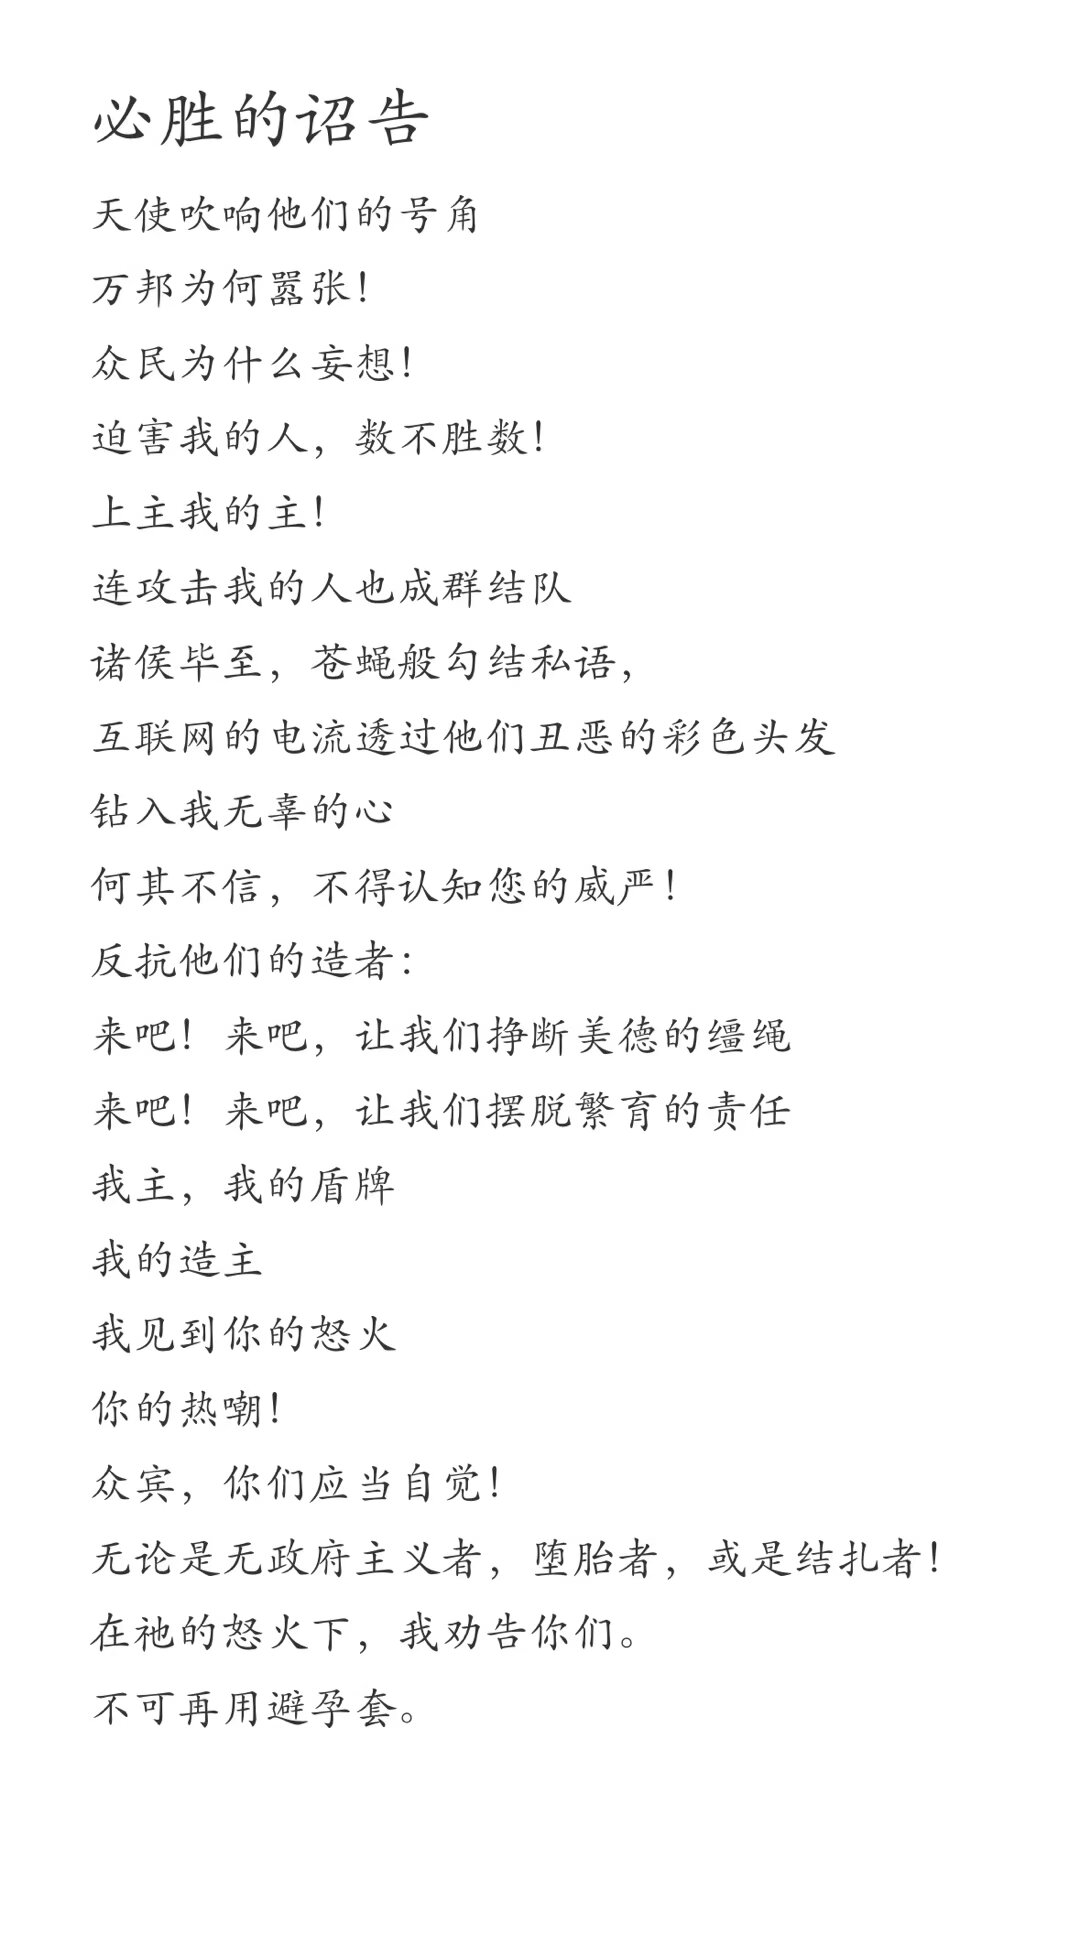 必胜的诏告
天使吹响他们的号角
万邦为何嚣张！
众民为什么妄想！
迫害我的人，数不胜数！
上主我的主！
连攻击我的人也成群结队
诸侯毕至，苍蝇般勾结私语，
互联网的电流透过他们丑恶的彩色头发
钻入我无辜的心
何其不信，不得认知您的威严！
反抗他们的造者：
来吧！来吧，让我们挣断美德的缰绳
来吧！来吧，让我们摆脱繁育的责任
我主，我的盾牌
我的造主
我见到你的怒火
你的热嘲！
众宾，你们应当自觉！
无论是无政府主义者，堕胎者，或是结扎者！
在祂的怒火下，我劝告你们。
不可再用避孕套。